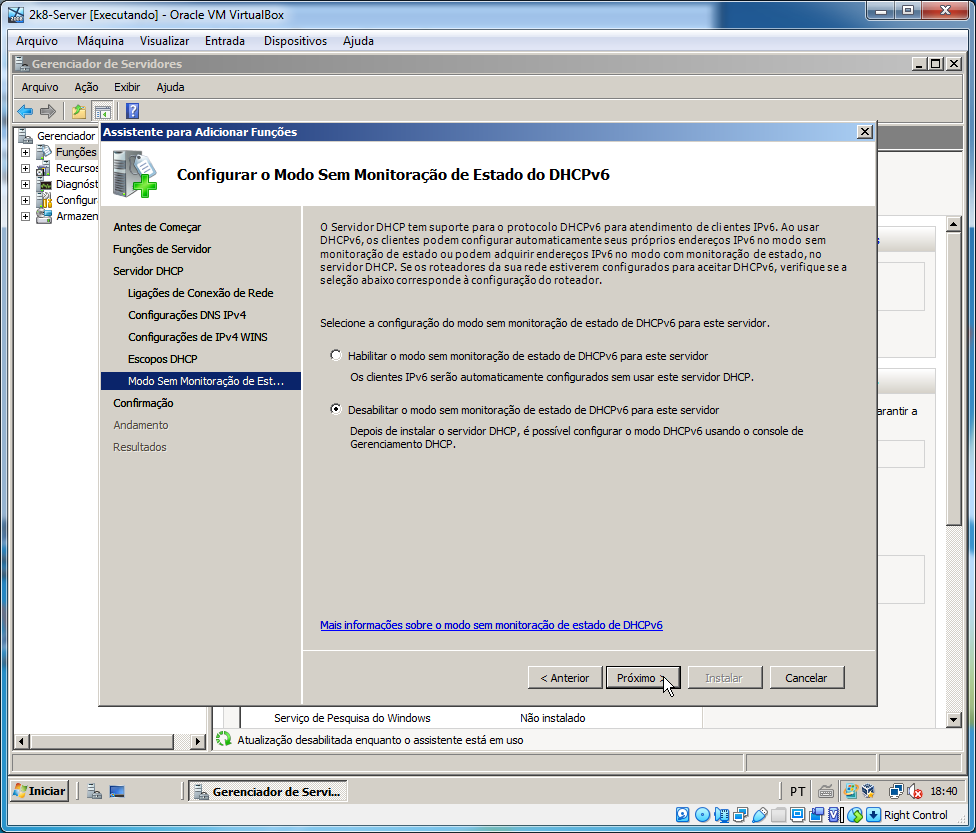 2k8-Server [Executando] - Oracle VM VirtualBox
Arquivo Máquina Visualizar Entrada Dispositivos Ajuda
Gerenciador de Servidores
Arquivo Ação Exibir Ajuda
Gerenciador
Funções
Recursos
Diagnóst
Configur
Armazen
Assistente para Adicionar Funções
Configurar o Modo Sem Monitoração de Estado do DHCPv6
Antes de Começar
Funções de Servidor
Servidor DHCP
Ligações de Conexão de Rede
Configurações DNS IPv4
Configurações de IPv4 WINS
Escopos DHCP
Modo Sem Monitoração de Est...
Confirmação
Andamento
Resultados
O Servidor DHCP tem suporte para o protocolo DHCPv6 para atendimento de clientes IPv6. Ao usar
DHCPv6, os clientes podem configurar automaticamente seus próprios endereços IPv6 no modo sem
monitoração de estado ou podem adquirir endereços IPv6 no modo com monitoração de estado, no
servidor DHCP. Se os roteadores da sua rede estiverem configurados para aceitar DHCPv6, verifique se a
seleção abaixo corresponde à configuração do roteador.
Selecione a configuração do modo sem monitoração de estado de DHCPv6 para este servidor.
Habilitar o modo sem monitoração de estado de DHCPv6 para este servidor
Os clientes IPv6 serão automaticamente configurados sem usar este servidor DHCP.
Desabilitar o modo sem monitoração de estado de DHCPv6 para este servidor
Depois de instalar o servidor DHCP, é possível configurar o modo DHCPv6 usando o console de
Gerenciamento DHCP.
arantir a
Mais informações sobre o modo sem monitoração de estado de DHCPv6
< Anterior Próximo > Instalar Cancelar
Serviço de Pesquisa do Windows Não instalado
Atualização desabilitada enquanto o assistente está em uso
Iniciar Gerenciador de Servi... PT 18:40
Right Control